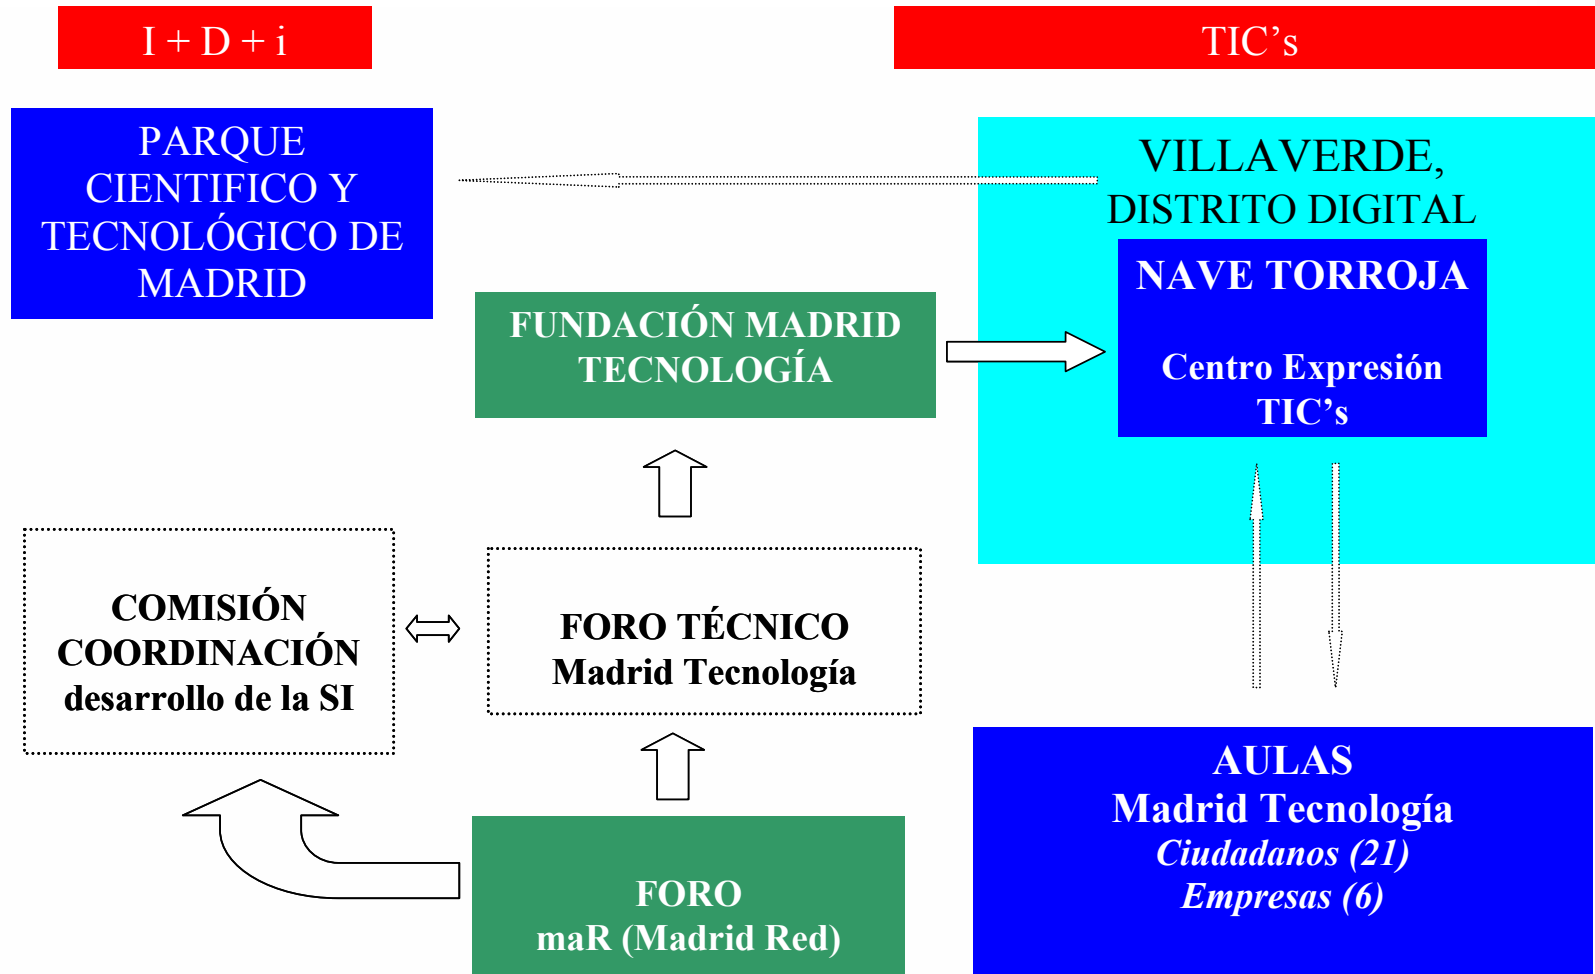 I + D + i
TIC’s
PARQUE
CIENTIFICO Y
TECNOLÓGICO DE
MADRID
VILLAVERDE,
DISTRITO DIGITAL
NAVE TORROJA
Centro Expresión
TIC’s
FUNDACIÓN MADRID
TECNOLOGÍA
COMISIÓN
COORDINACIÓN
desarrollo de la SI
FORO TÉCNICO
Madrid Tecnología
FORO
maR (Madrid Red)
AULAS
Madrid Tecnología
Ciudadanos (21)
Empresas (6)